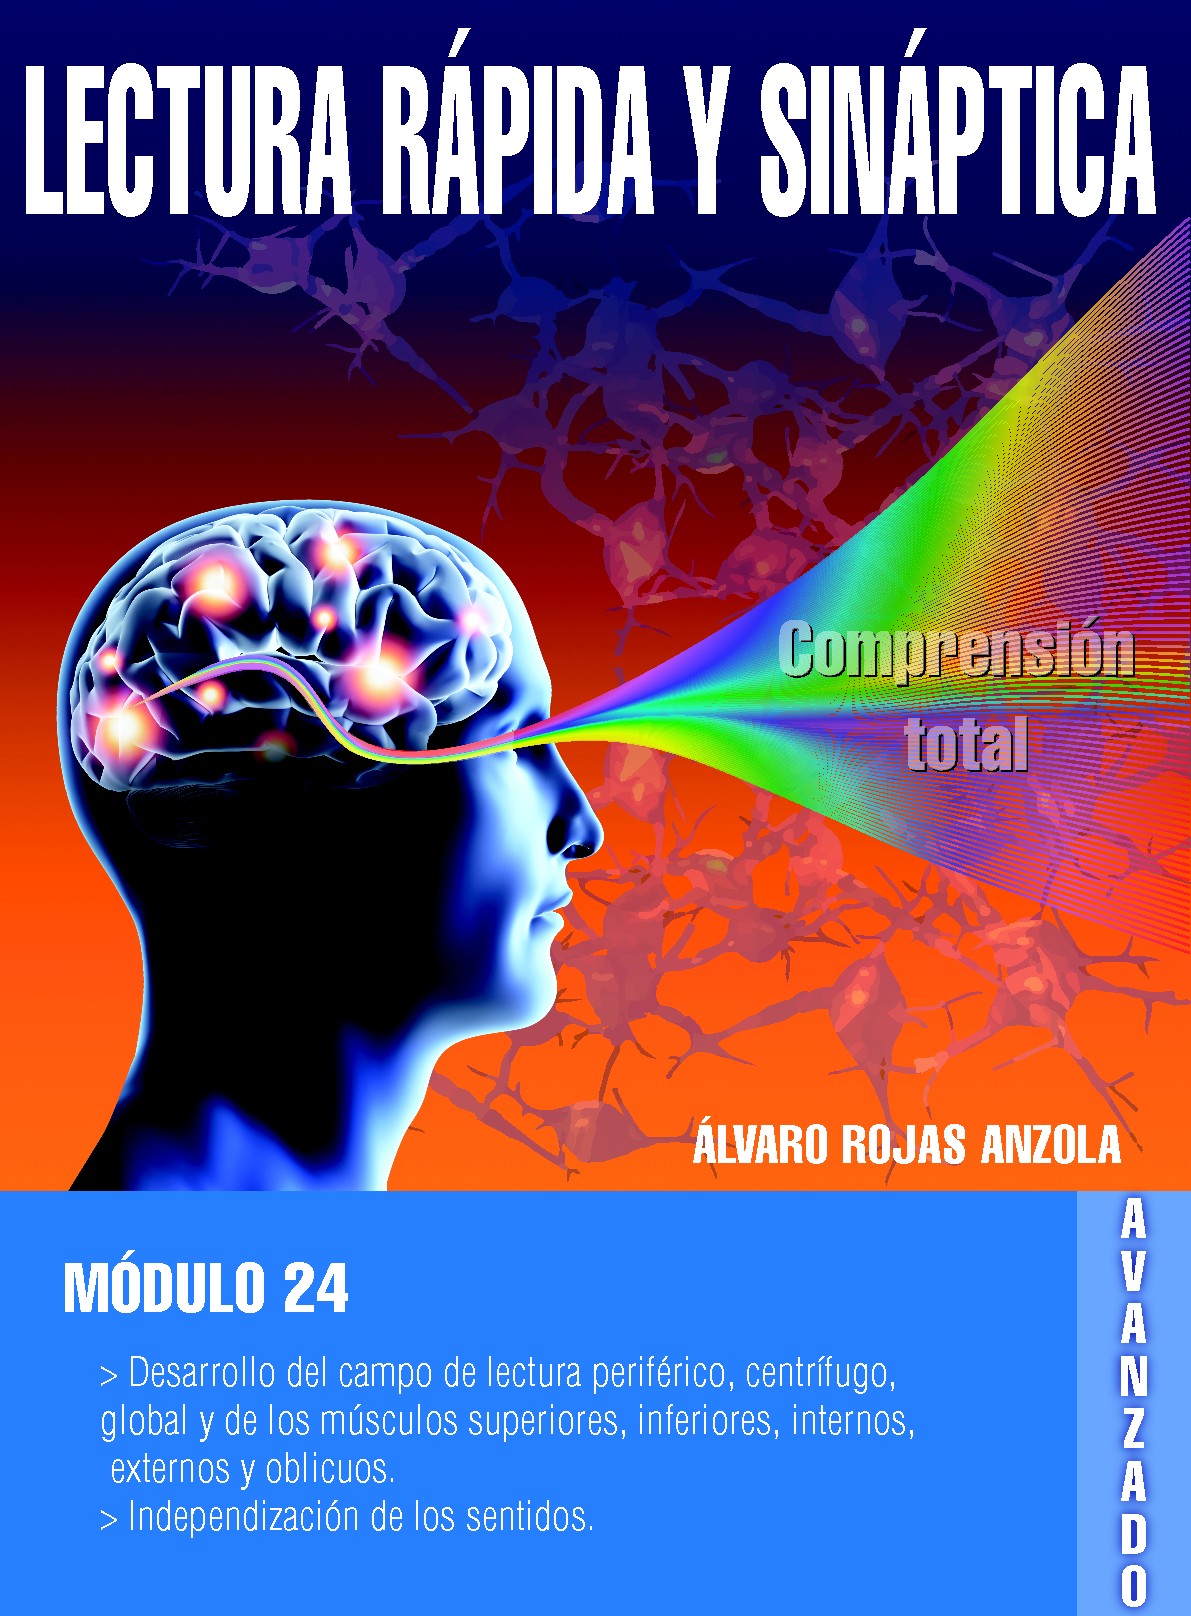 LECTURA RÁPIDA Y SINÁPTICA
Comprensión
total
ÁLVARO ROJAS ANZOLA
AVANZADO
MÓDULO 24
> Desarrollo del campo de lectura periférico, centrífugo,
global y de los músculos superiores, inferiores, internos,
externos y oblicuos.
> Independización de los sentidos.